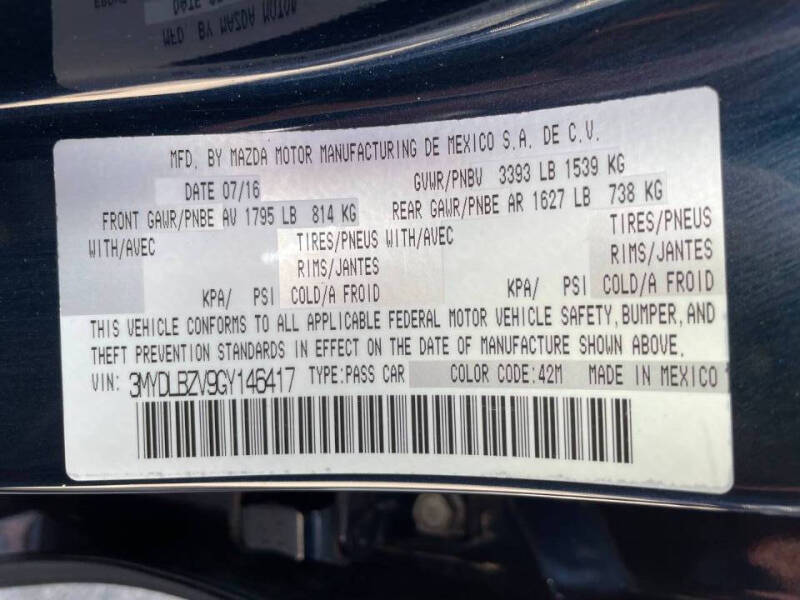 MFD. BY MAZDA MOTOR
MFD. BY MAZDA MOTOR MANUFACTURING DE MEXICO S.A. DE C.V.
DATE 07/16 GVWR/PNBV 3393 LB 1539 KG
FRONT GAWR/PNBE AV 1795 LB 814 KG REAR GAWR/PNBE AR 1627 LB 738 KG
WITH/AVEC TIRES/PNEUS WITH/AVEC TIRES/PNEUS
RIMS/JANTES RIMS/JANTES
KPA/ PSI COLD/A FROID KPA/ PSI COLD/A FROID
THIS VEHICLE CONFORMS TO ALL APPLICABLE FEDERAL MOTOR VEHICLE SAFETY, BUMPER, AND
THEFT PREVENTION STANDARDS IN EFFECT ON THE DATE OF MANUFACTURE SHOWN ABOVE.
VIN: 3MYDLBZV9GY146417 TYPE:PASS CAR COLOR CODE:42M MADE IN MEXICO